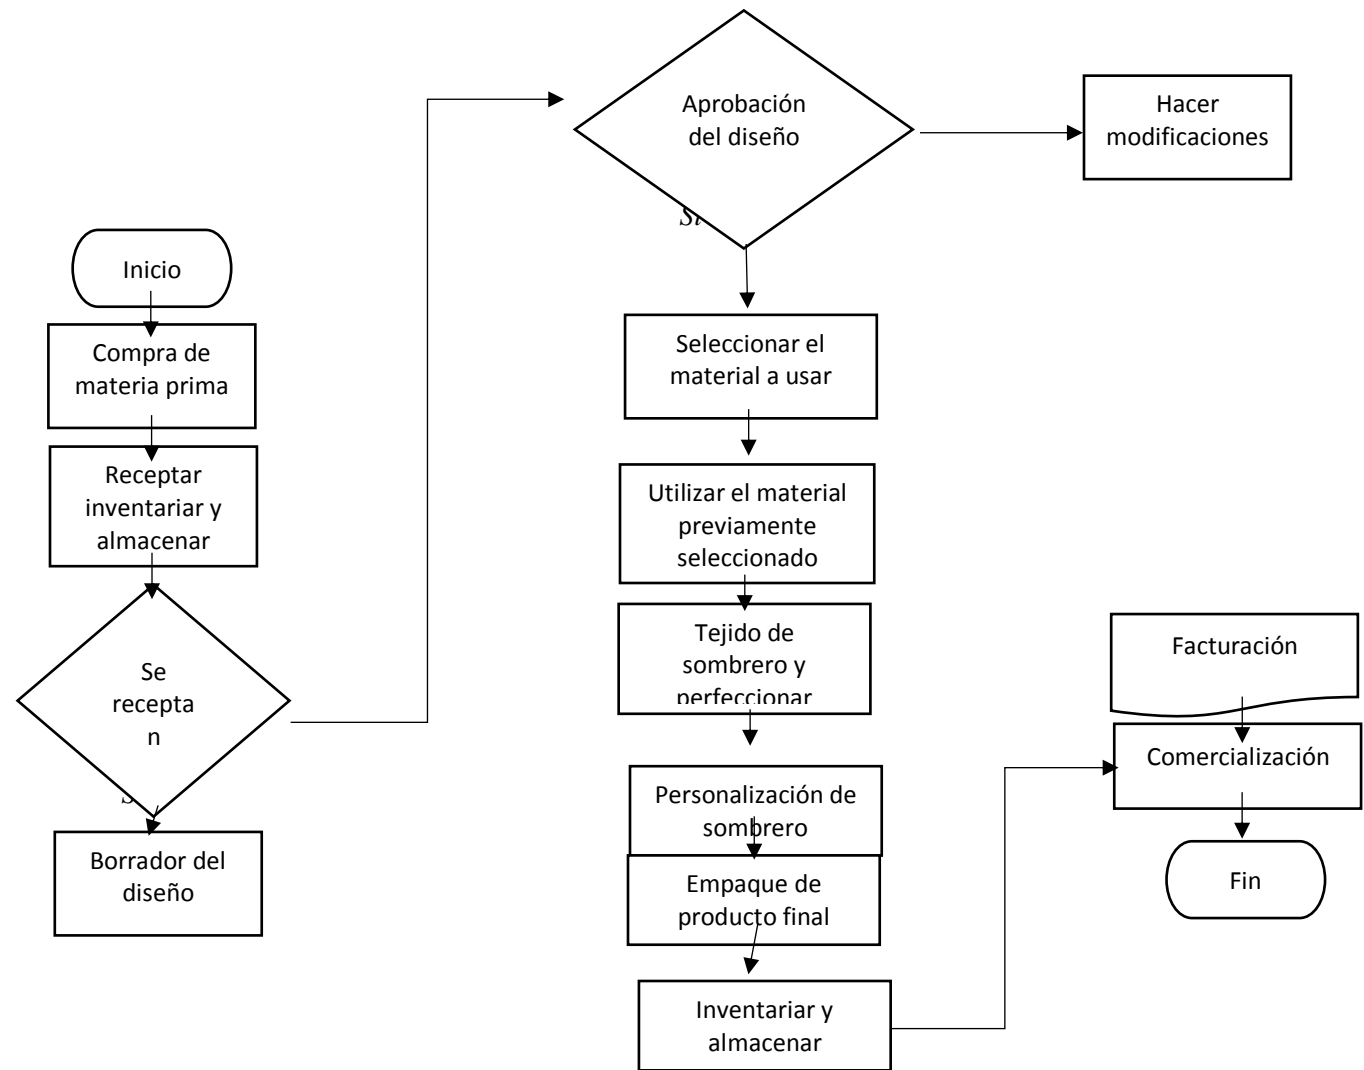 Inicio
Compra de
materia prima
Receptar
inventariar y
almacenar
Se
recepta
n
Borrador del
diseño
Aprobación
del diseño
Si
Hacer
modificaciones
Seleccionar el
material a usar
Utilizar el material
previamente
seleccionado
Tejido de
sombrero y
perfeccionar
Personalización de
sombrero
Empaque de
producto final
Inventariar y
almacenar
Facturación
Comercialización
Fin